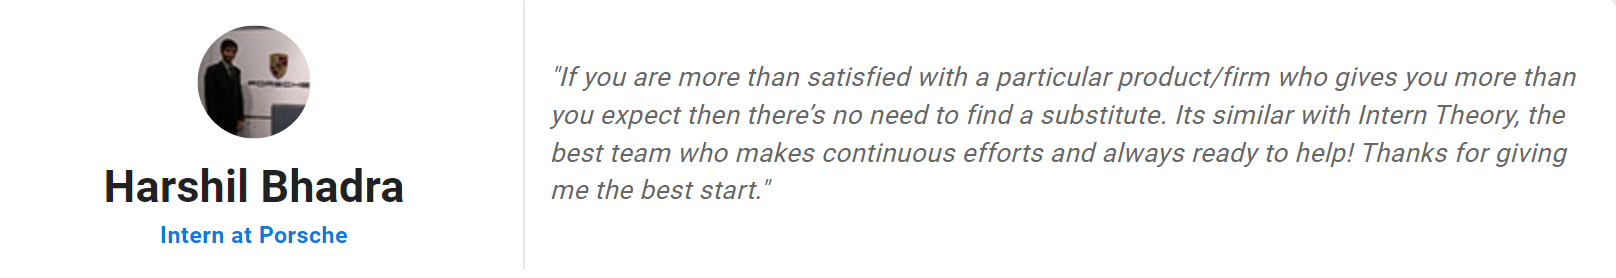 PORSCHE
Harshil Bhadra
Intern at Porsche
"If you are more than satisfied with a particular product/firm who gives you more than
you expect then there’s no need to find a substitute. Its similar with Intern Theory, the
best team who makes continuous efforts and always ready to help! Thanks for giving
me the best start."